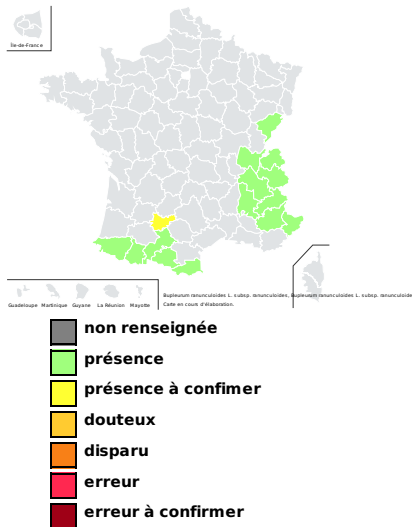 Île-de-France
Guadeloupe Martinique Guyane La Réunion Mayotte
Bupleurum ranunculoides L. subsp. ranunculoides, Bupleurum ranunculoides L. subsp. ranunculoide
Carte en cours d'élaboration.
non renseignée
présence
présence à confimer
douteux
disparu
erreur
erreur à confirmer